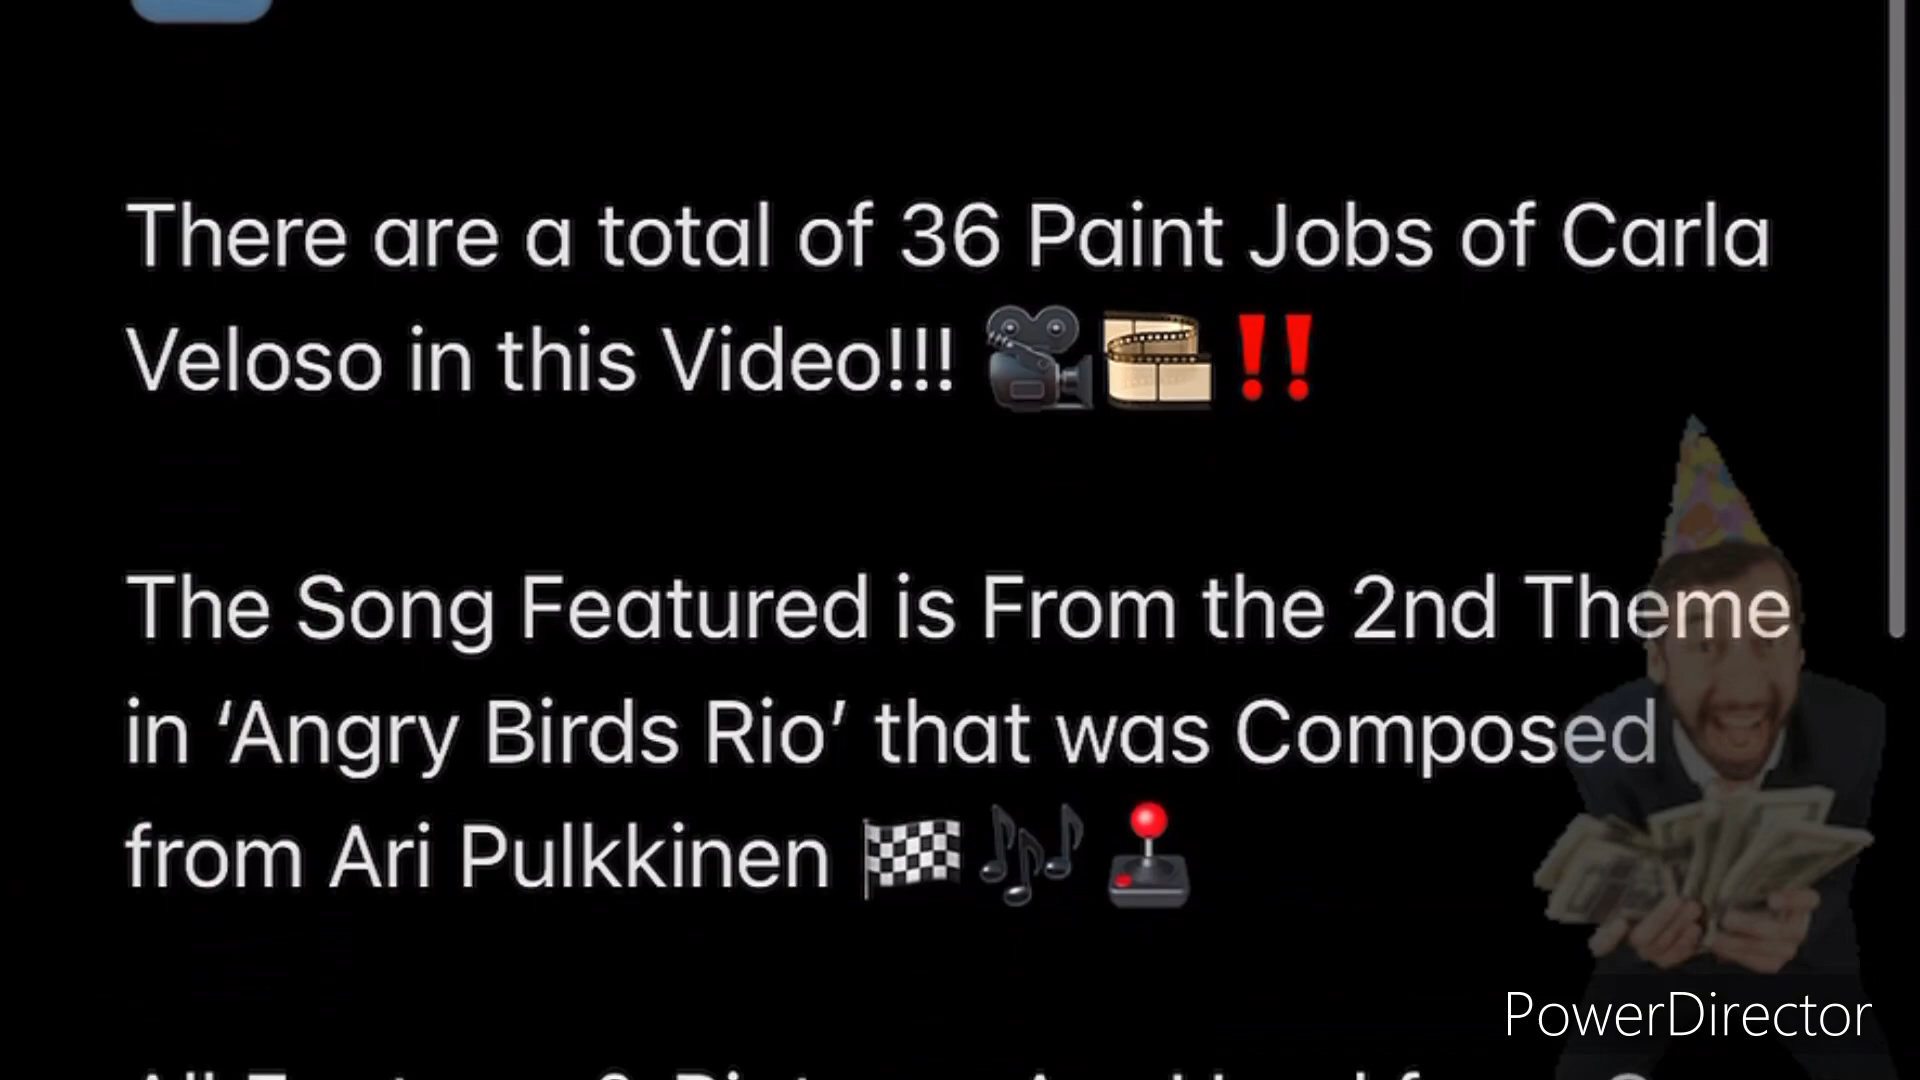 There are a total of 36 Paint Jobs of Carla
Veloso in this Video!!! 🎥🎞️‼️
The Song Featured is From the 2nd Theme
in ‘Angry Birds Rio’ that was Composed
from Ari Pulkkinen 🏁🎶🕹️
PowerDirector